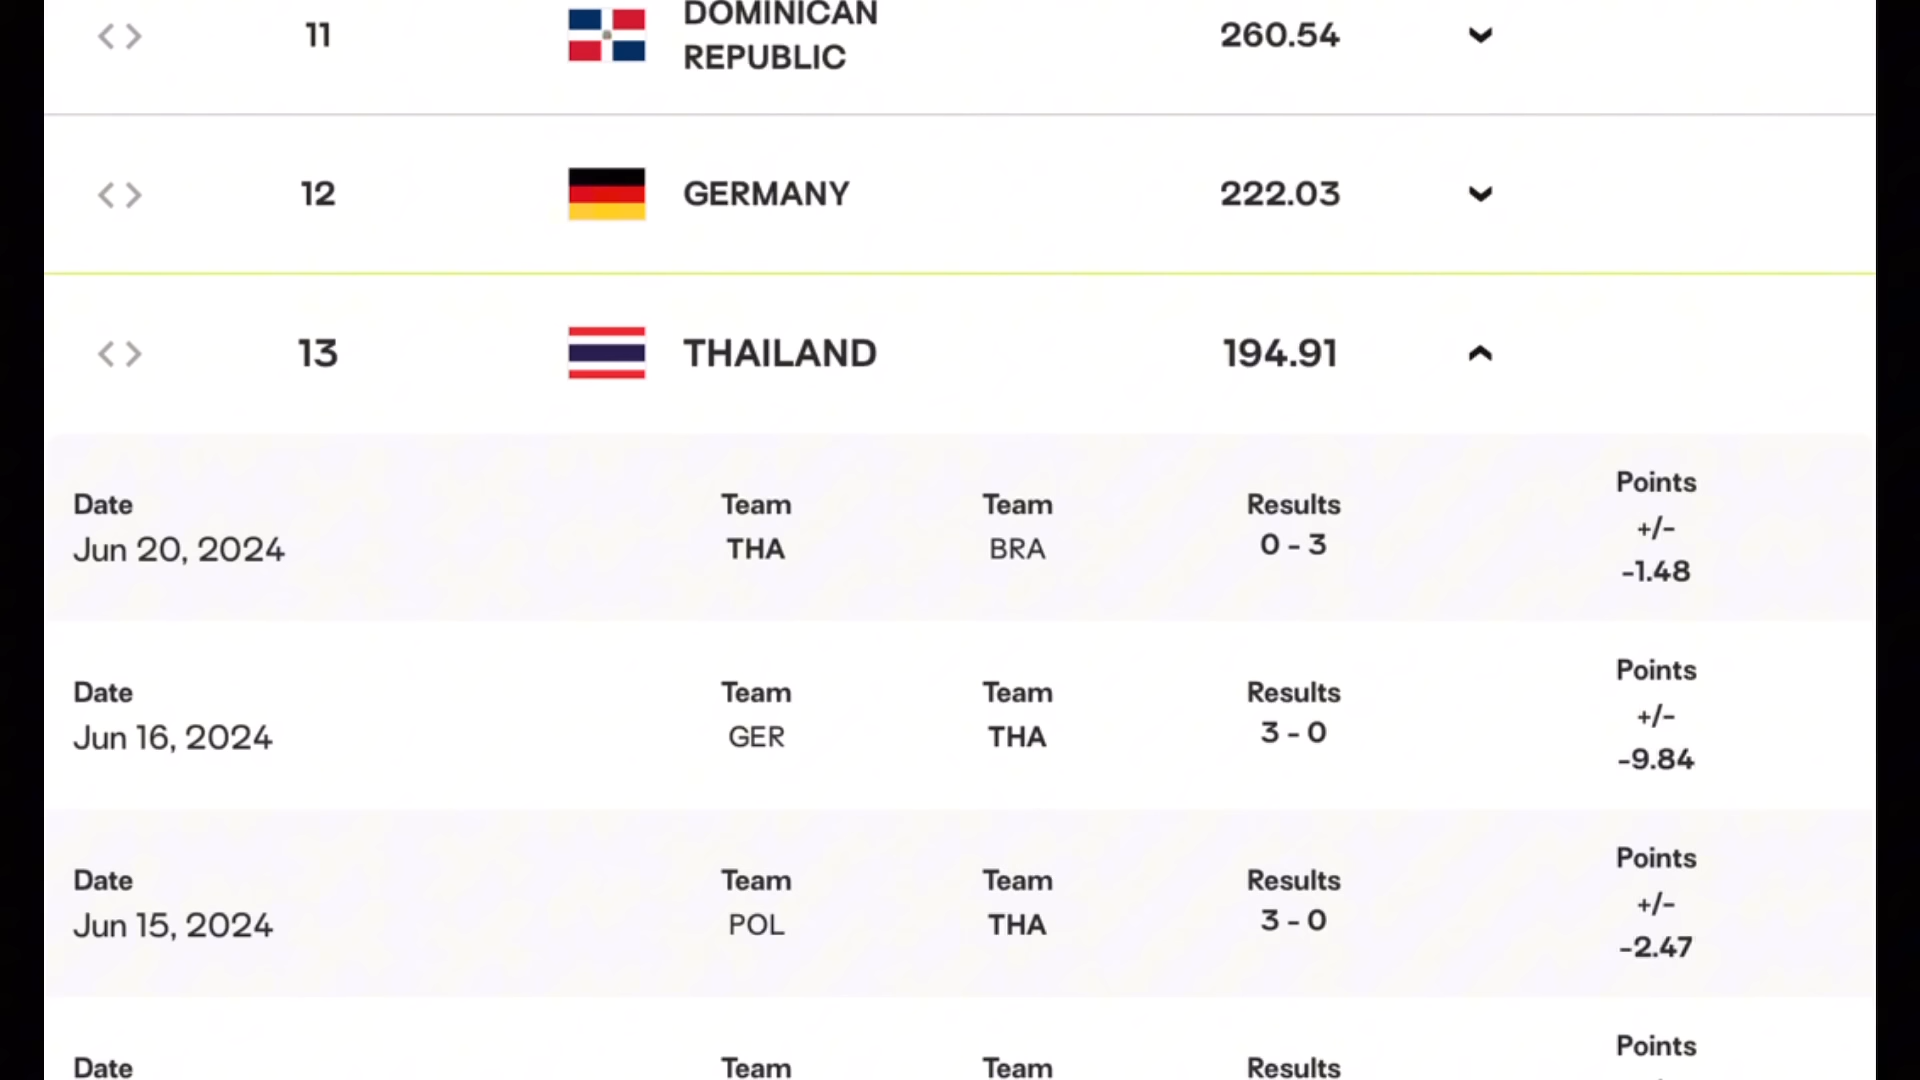 11 DOMINICAN REPUBLIC 260.54
12 GERMANY 222.03
13 THAILAND 194.91
Date Team Team Results Points
+/-
Jun 20, 2024 THA BRA 0 - 3 -1.48
Date Team Team Results Points
+/-
Jun 16, 2024 GER THA 3 - 0 -9.84
Date Team Team Results Points
+/-
Jun 15, 2024 POL THA 3 - 0 -2.47
Date Team Team Results Points